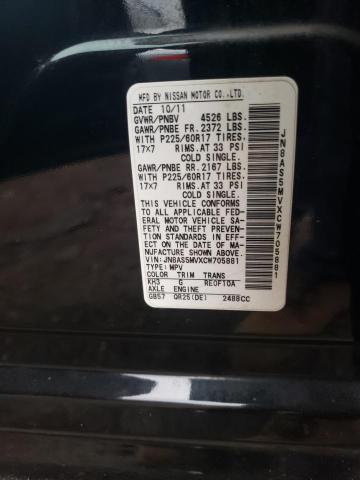 MFD BY NISSAN MOTOR CO.,LTD.
DATE 10/11
GVWR/PNBV 4526 LBS.
GAWR/PNBE FR. 2372 LBS.
WITH P225/60R17 TIRES,
17×7 RIMS.AT 33 PSI
COLD SINGLE.
GAWR/PNBE RR. 2167 LBS.
WITH P225/60R17 TIRES,
17×7 RIMS.AT 33 PSI
COLD SINGLE.
THIS VEHICLE CONFORMS
TO ALL APPLICABLE FED-
ERAL MOTOR VEHICLE SA-
FETY AND THEFT PREVEN-
TION STANDARDS IN EFF-
ECT ON THE DATE OF MA-
NUFACTURE SHOWN ABOVE.
VIN:JN8AS5MVXCW705881
TYPE: MPV
COLOR TRIM TRANS
KH3 G RE0F10A
AXLE ENGINE
GB57 QR25(DE) 2488CC
JN8AS5MVXCW705881